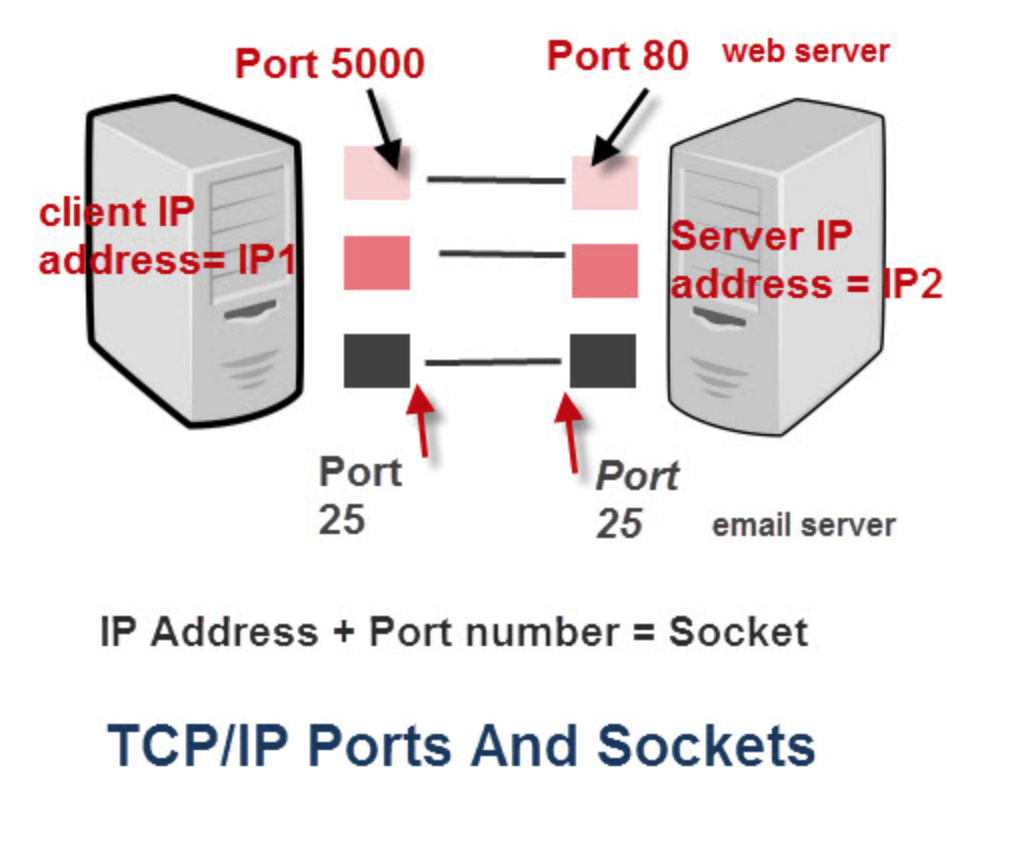 Port 5000
Port 80
web server
client IP
address= IP1
Server IP
address = IP2
Port
25
Port
25
email server
IP Address + Port number = Socket
TCP/IP Ports And Sockets